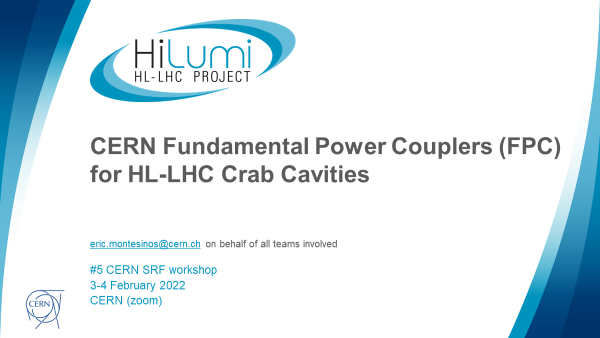 HiLumi
HL-LHC PROJECT
CERN Fundamental Power Couplers (FPC)
for HL-LHC Crab Cavities
eric.montesinos@cern.ch on behalf of all teams involved
#5 CERN SRF workshop
3-4 February 2022
CERN (zoom)
CERN